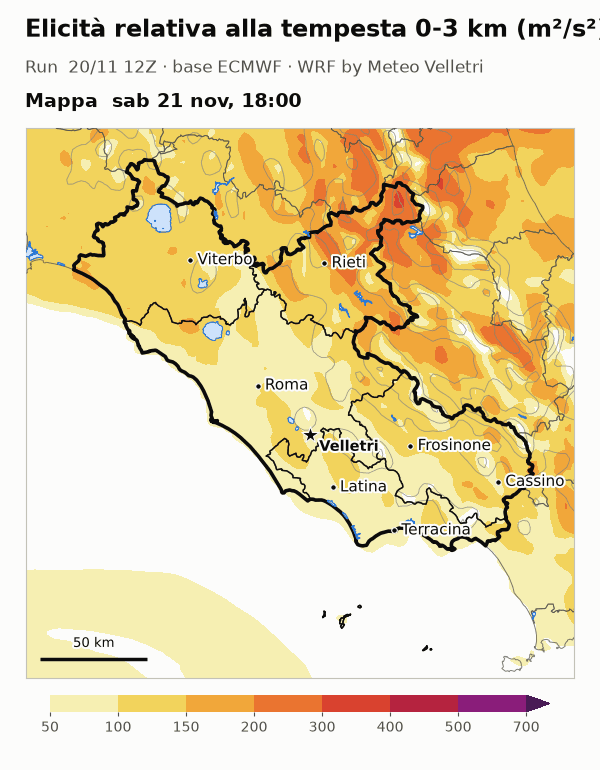 Elicità relativa alla tempesta 0-3 km (m²/s²)
Run 20/11 12Z · base ECMWF · WRF by Meteo Velletri
Mappa sab 21 nov, 18:00
Viterbo
Rieti
Roma
Velletri
Frosinone
Cassino
Latina
Terracina
50 km
50 100 150 200 300 400 500 700